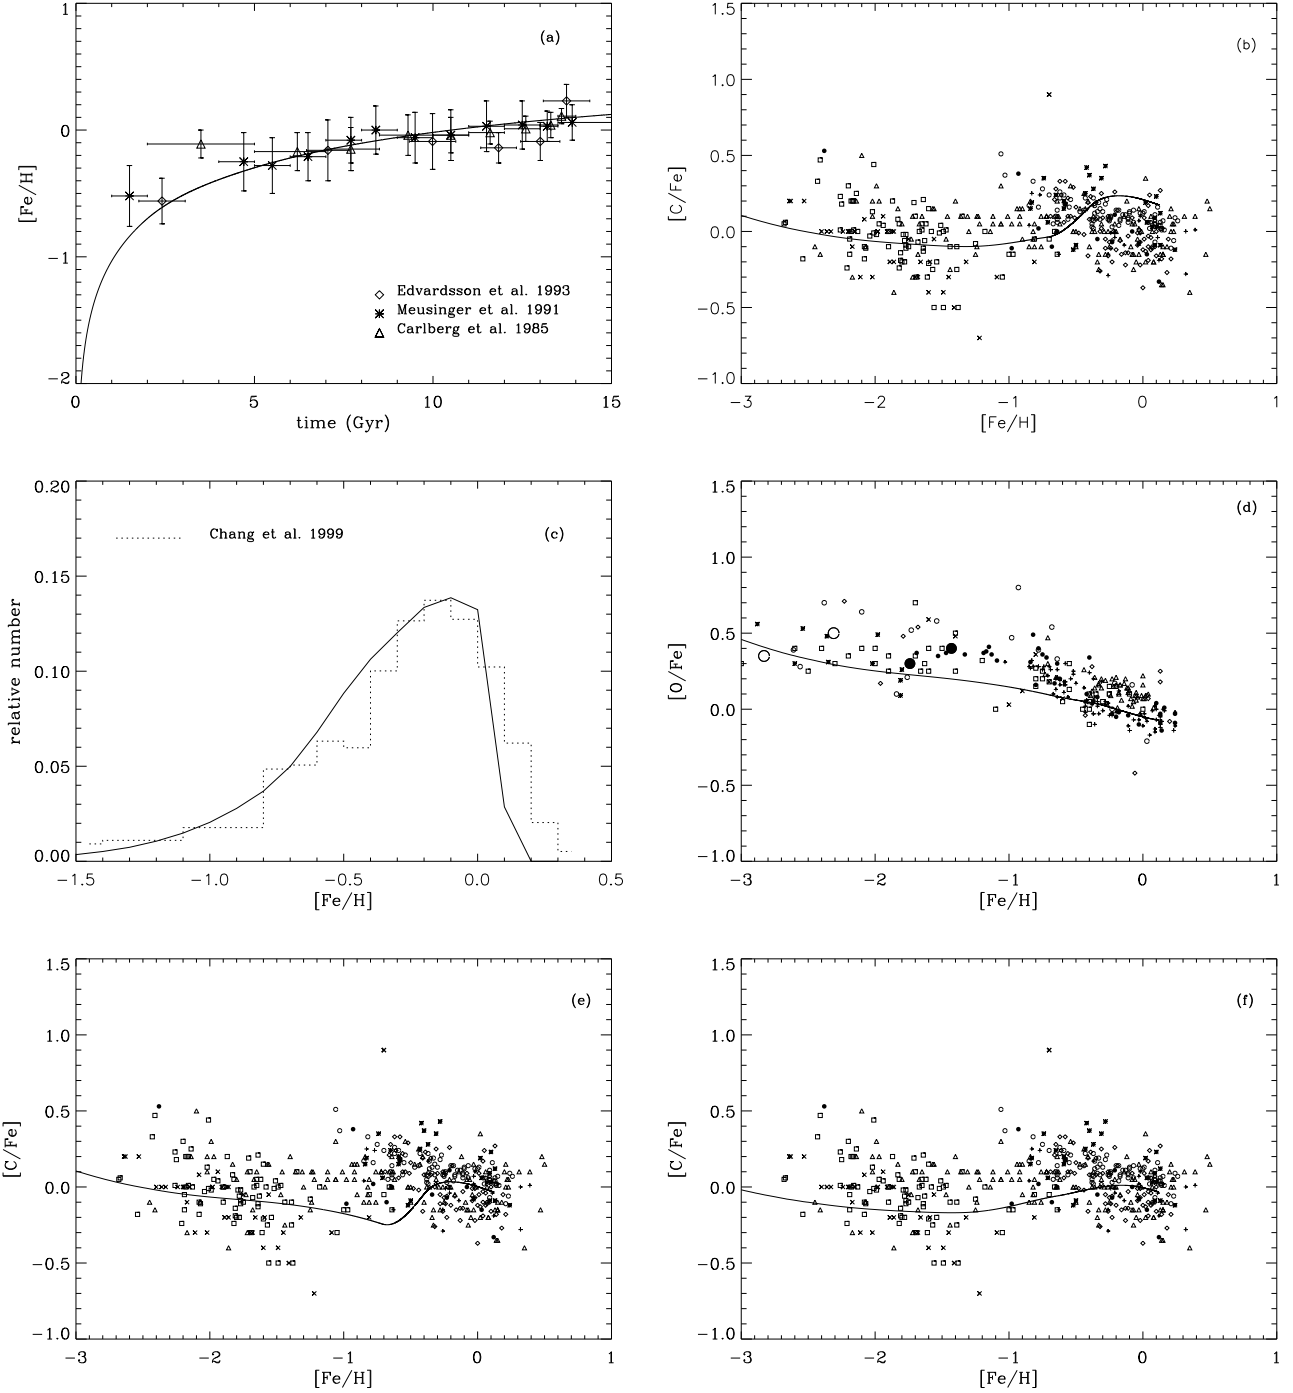 1
0
−1
−2
[Fe/H]
(a)
Edvardsson et al. 1993
Meusinger et al. 1991
Carlberg et al. 1985
0 5 10 15
time (Gyr)
1.5
1.0
0.5
0.0
−0.5
−1.0
[C/Fe]
(b)
−3 −2 −1 0 1
[Fe/H]
0.20
0.15
0.10
0.05
0.00
relative number
Chang et al. 1999
(c)
−1.5 −1.0 −0.5 0.0 0.5
[Fe/H]
1.5
1.0
0.5
0.0
−0.5
−1.0
[O/Fe]
(d)
−3 −2 −1 0 1
[Fe/H]
1.5
1.0
0.5
0.0
−0.5
−1.0
[C/Fe]
(e)
−3 −2 −1 0 1
[Fe/H]
1.5
1.0
0.5
0.0
−0.5
−1.0
[C/Fe]
(f)
−3 −2 −1 0 1
[Fe/H]